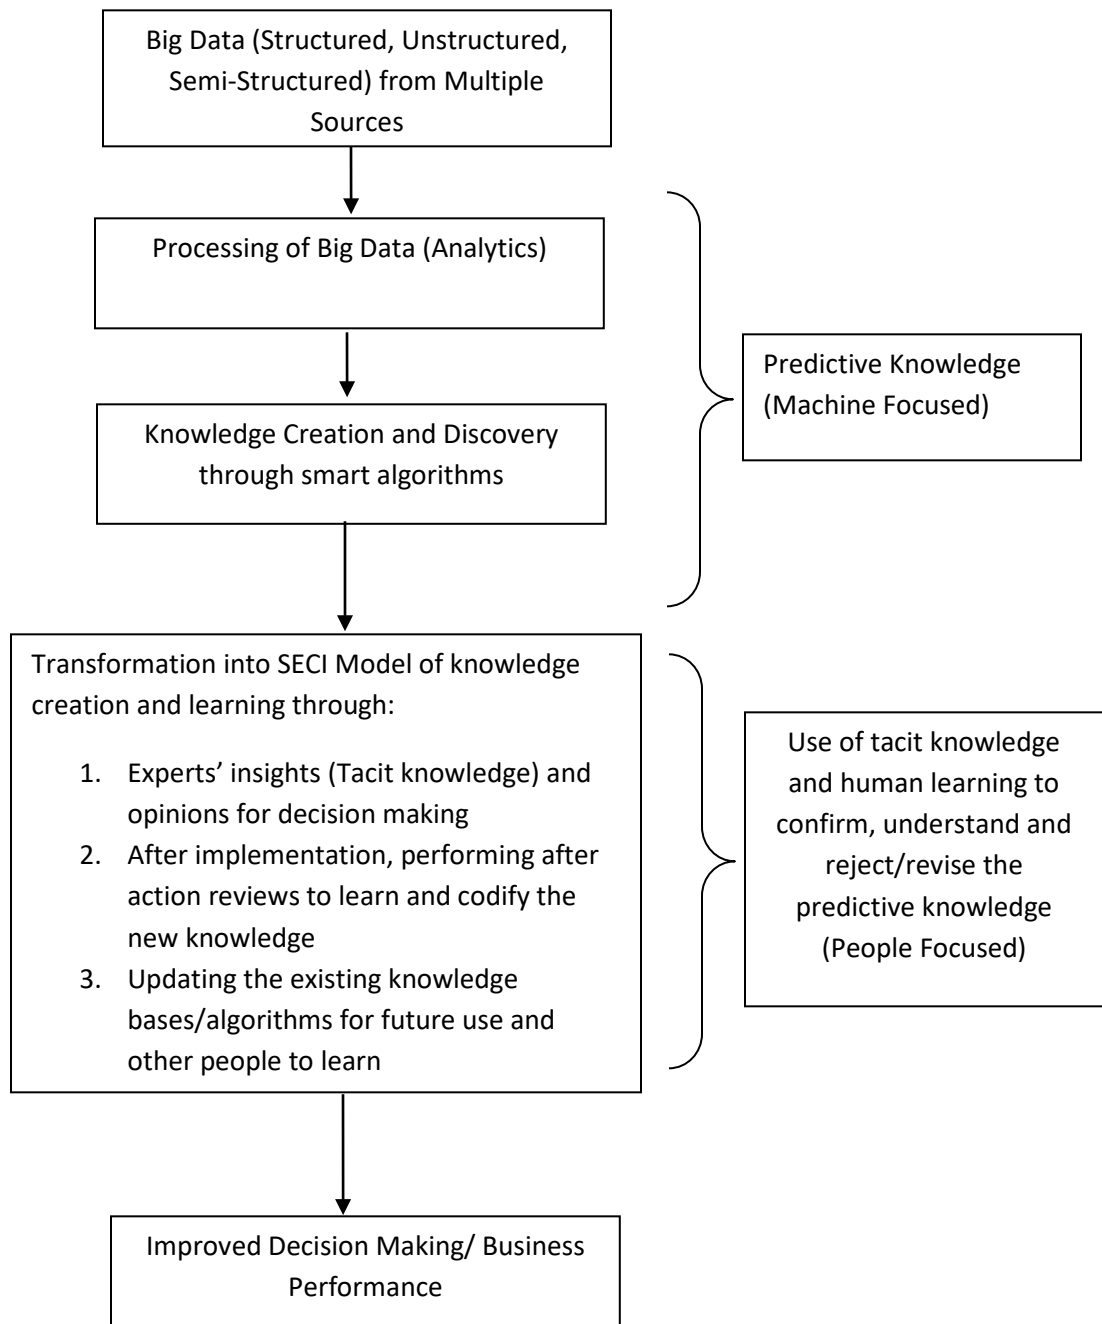 Big Data (Structured, Unstructured,
Semi-Structured) from Multiple
Sources
Processing of Big Data (Analytics)
Knowledge Creation and Discovery
through smart algorithms
Predictive Knowledge
(Machine Focused)
Transformation into SECI Model of knowledge
creation and learning through:
1. Experts’ insights (Tacit knowledge) and
opinions for decision making
2. After implementation, performing after
action reviews to learn and codify the
new knowledge
3. Updating the existing knowledge
bases/algorithms for future use and
other people to learn
Use of tacit knowledge
and human learning to
confirm, understand and
reject/revise the
predictive knowledge
(People Focused)
Improved Decision Making/ Business
Performance